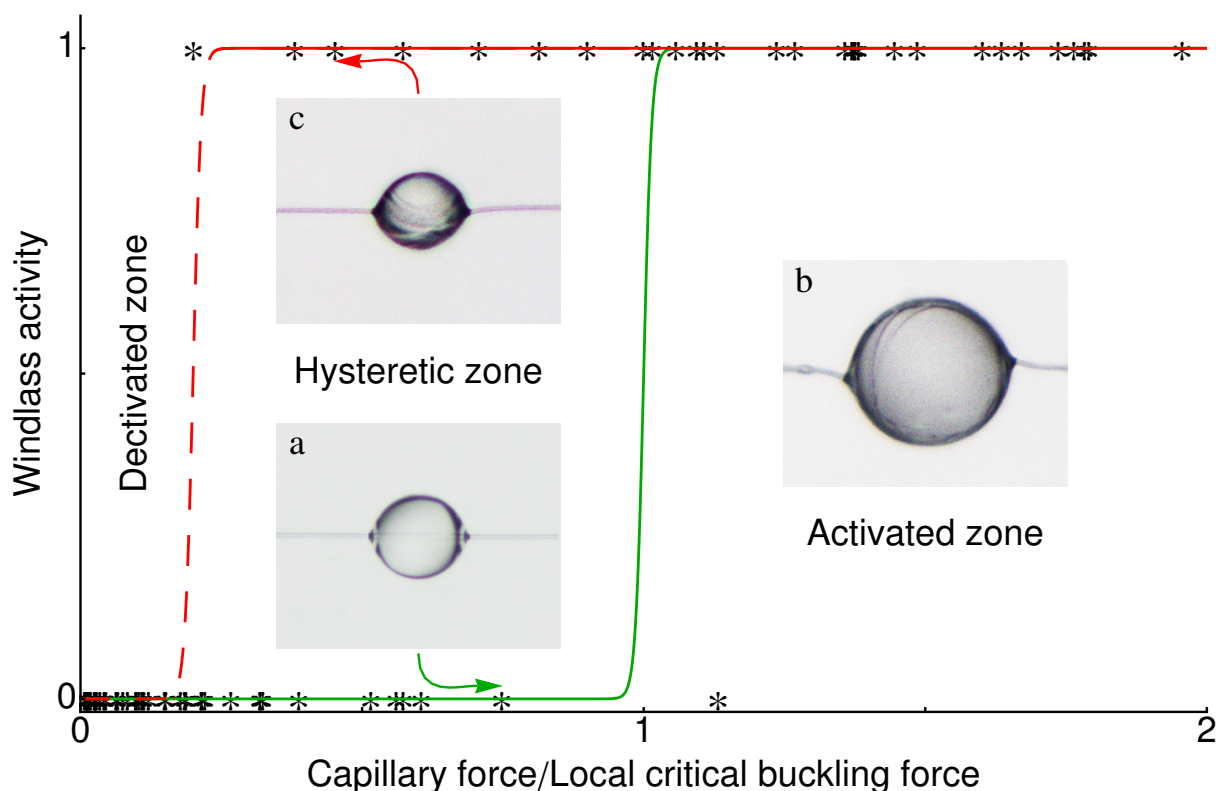 1
c
Windlass activity
Dectivated zone
Hysteretic zone
b
a
Activated zone
0
0
1
2
Capillary force/Local critical buckling force